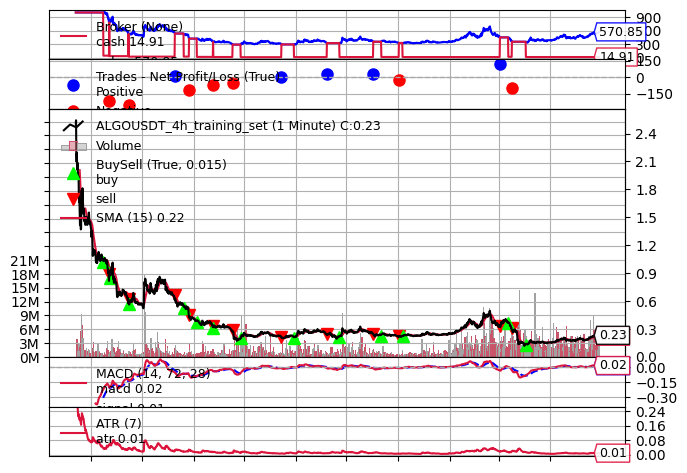 Broker (None)
cash 14.91
900
600
300
0
570.85
14.91
Trades - Net Profit/Loss (True)
Positive
150
0
−150
ALGOUSDT_4h_training_set (1 Minute) C:0.23
Volume
BuySell (True, 0.015)
buy
sell
SMA (15) 0.22
2.4
2.1
1.8
1.5
1.2
0.9
0.6
0.3
0.0
0.23
21M
18M
15M
12M
9M
6M
3M
0M
MACD (14, 72, 28)
macd 0.02
0.00
−0.15
−0.30
0.02
ATR (7)
atr 0.01
0.24
0.16
0.08
0.00
0.01